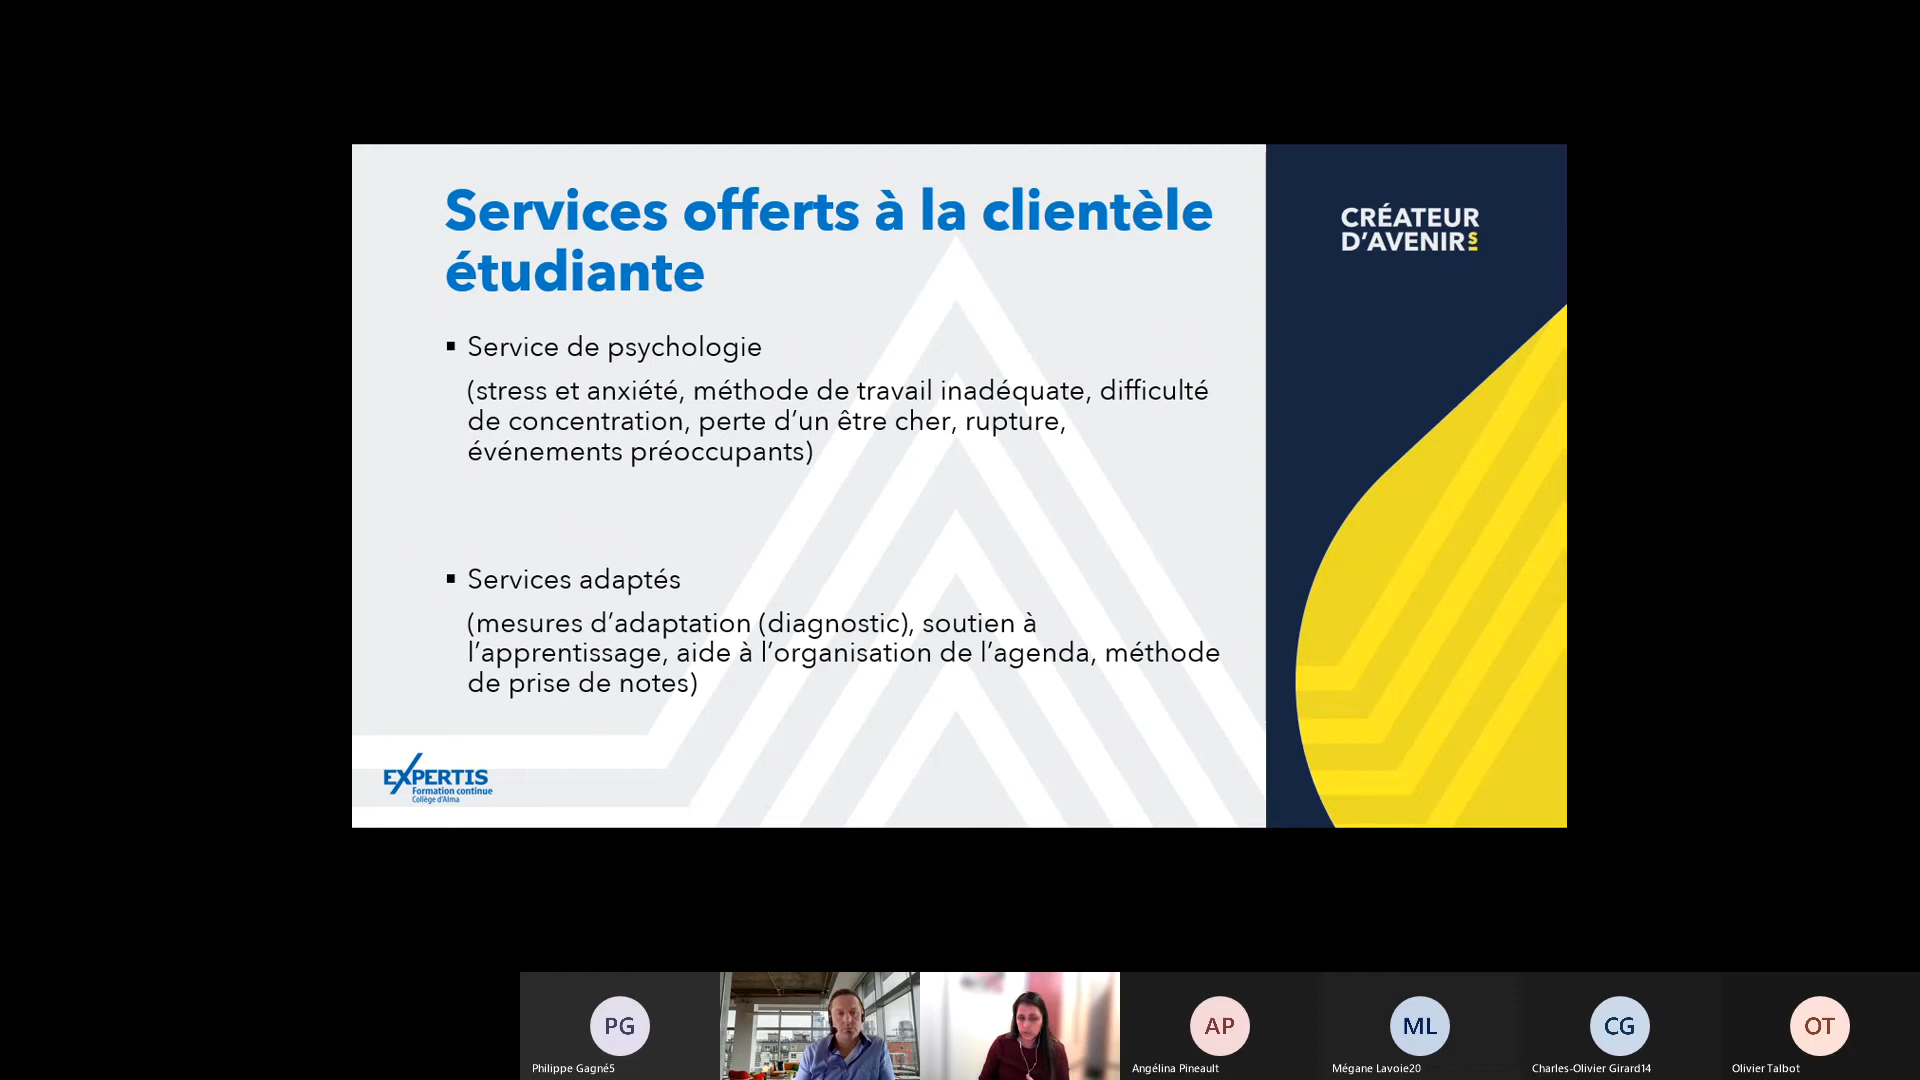 Services offerts à la clientèle
étudiante
▪ Service de psychologie
(stress et anxiété, méthode de travail inadéquate, difficulté
de concentration, perte d’un être cher, rupture,
événements préoccupants)
▪ Services adaptés
(mesures d’adaptation (diagnostic), soutien à
l’apprentissage, aide à l’organisation de l’agenda, méthode
de prise de notes)
EXPERTIS
Formation continue
Collège d'Alma
CRÉATEUR
D’AVENIRS
PG
Philippe Gagné5
AP
Angélina Pineault
ML
Mégane Lavoie20
CG
Charles-Olivier Girard14
OT
Olivier Talbot